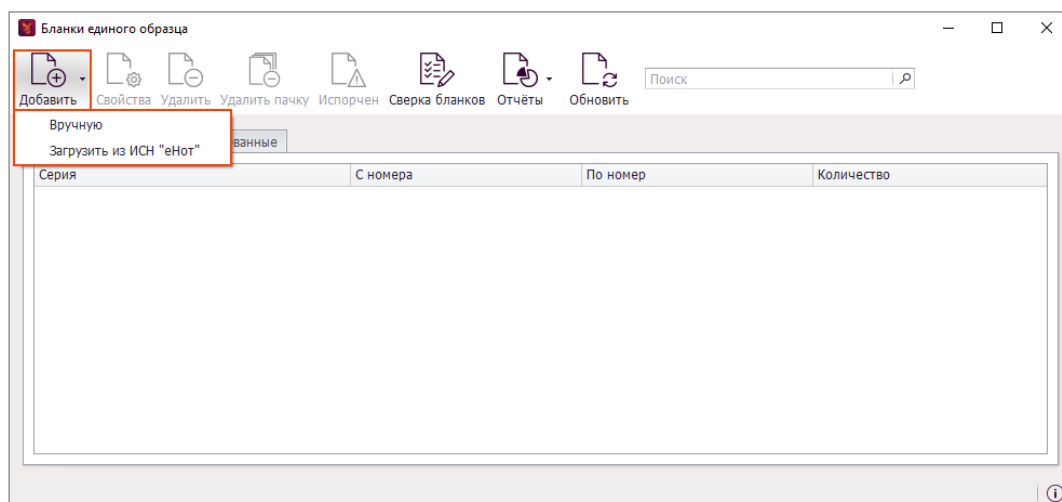 Бланки единого образца
Добавить Свойства Удалить Удалить пачку Испорчен Сверка бланков Отчёты Обновить Поиск
Вручную
Загрузить из ИСН "еНот"
Серия С номера По номер Количество